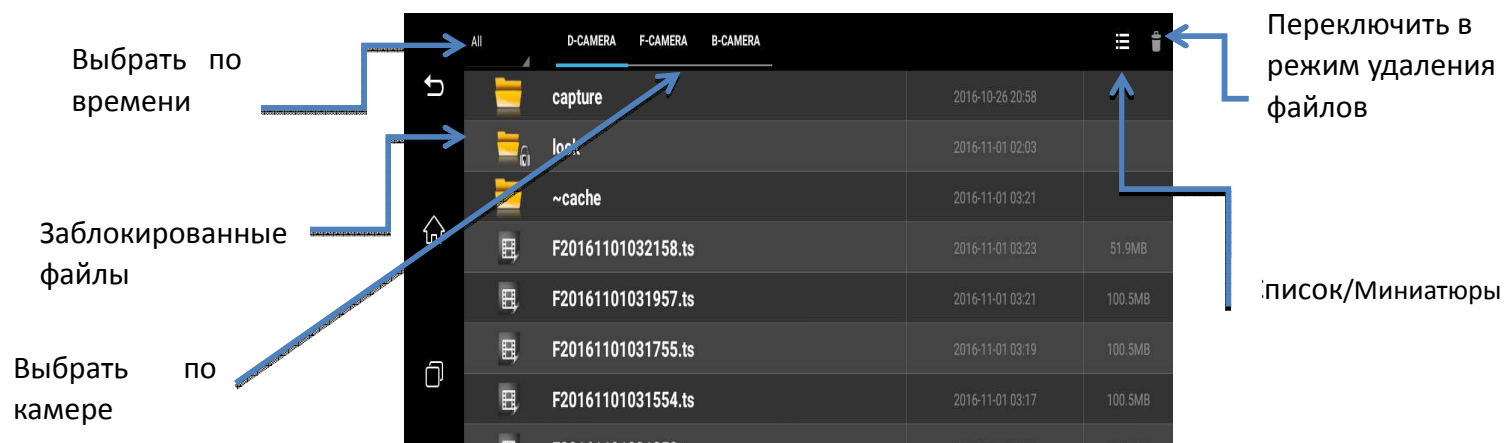 Выбрать по
времени
Заблокированные
файлы
Выбрать по
камере
All D-CAMERA F-CAMERA B-CAMERA
capture 2016-10-26 20:58
lock 2016-11-01 02:03
~cache 2016-11-01 03:21
F20161101032158.ts 2016-11-01 03:23 51.9MB
F20161101031957.ts 2016-11-01 03:21 100.5MB
F20161101031755.ts 2016-11-01 03:19 100.5MB
F20161101031554.ts 2016-11-01 03:17 100.5MB
Переключить в
режим удаления
файлов
писок/Миниатюры